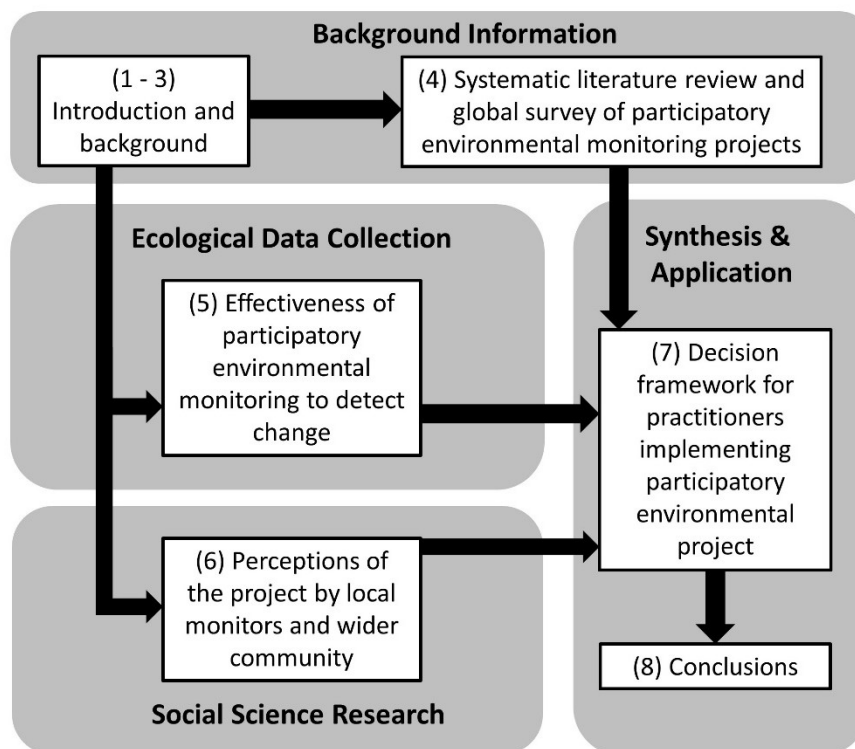 Background Information
(1 - 3)
Introduction and
background
(4) Systematic literature review and
global survey of participatory
environmental monitoring projects
Ecological Data Collection
(5) Effectiveness of
participatory
environmental
monitoring to detect
change
Synthesis &
Application
(7) Decision
framework for
practitioners
implementing
participatory
environmental
project
(6) Perceptions of
the project by local
monitors and wider
community
Social Science Research
(8) Conclusions